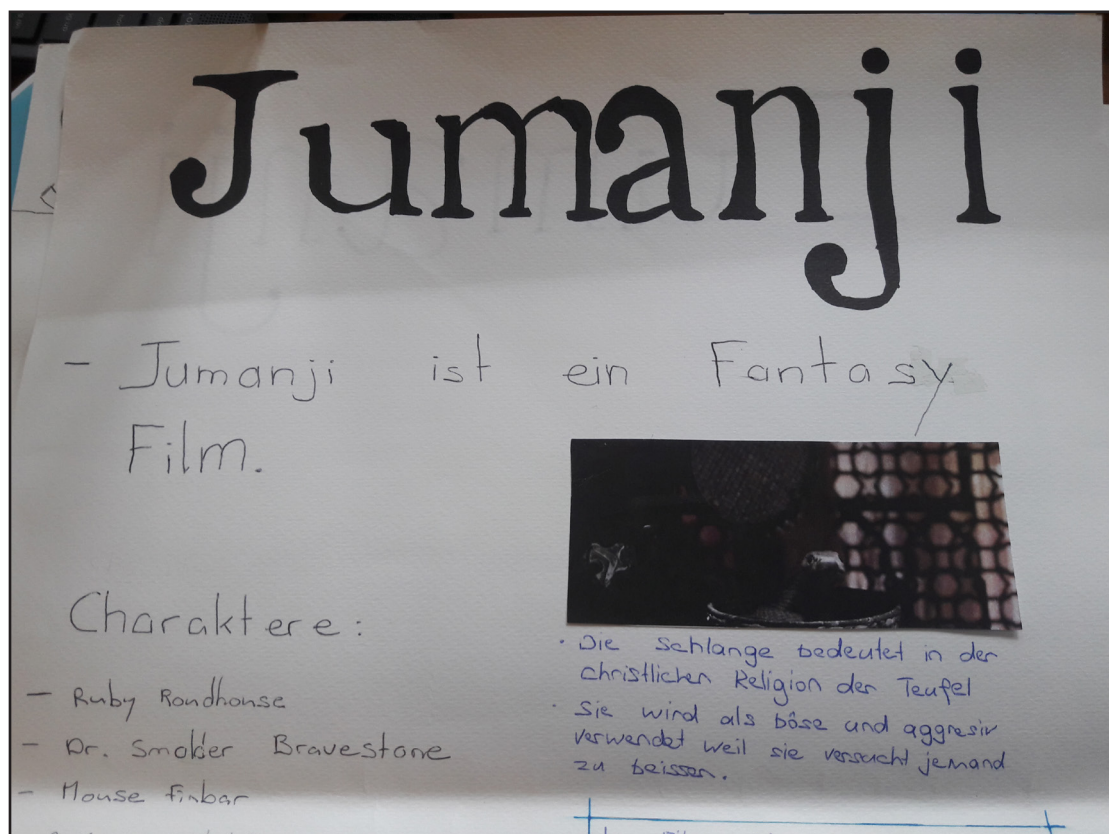 Jumanji
- Jumanji ist ein Fantasy
Film.
Charaktere:
- Ruby Rondhouse
- Dr. Smolder Bravestone
- Mouse finbar
· Die Schlange bedeutet in der
christlichen Religion der Teufel
· Sie wird als böse und aggresiv
verwendet weil sie versucht jemand
zu beissen.